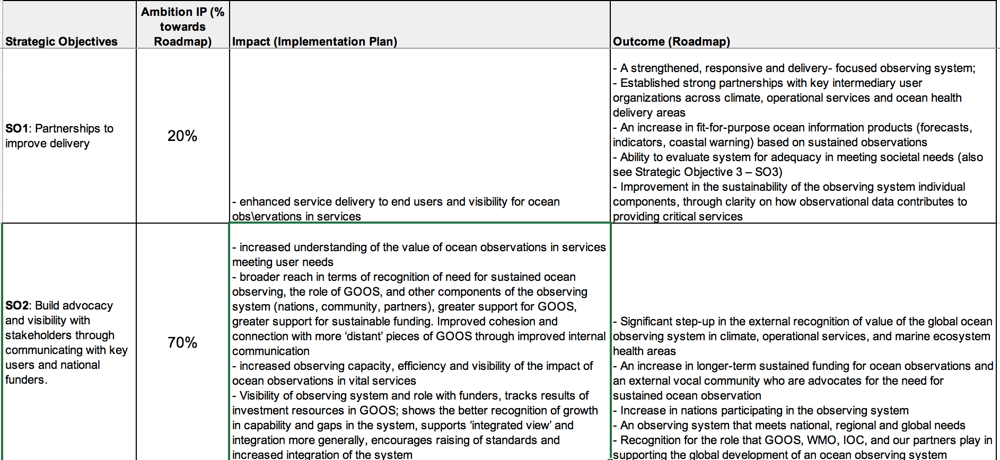 Strategic Objectives
Ambition IP (%
towards
Roadmap)
Impact (Implementation Plan)
Outcome (Roadmap)
SO1: Partnerships to
improve delivery
20%
- enhanced service delivery to end users and visibility for ocean
obs\ervations in services
- A strengthened, responsive and delivery- focused observing system;
- Established strong partnerships with key intermediary user
organizations across climate, operational services and ocean health
delivery areas
- An increase in fit-for-purpose ocean information products (forecasts,
indicators, coastal warning) based on sustained observations
- Ability to evaluate system for adequacy in meeting societal needs (also
see Strategic Objective 3 – SO3)
- Improvement in the sustainability of the observing system individual
components, through clarity on how observational data contributes to
providing critical services
SO2: Build advocacy
and visibility with
stakeholders through
communicating with key
users and national
funders.
70%
- increased understanding of the value of ocean observations in services
meeting user needs
- broader reach in terms of recognition of need for sustained ocean
observing, the role of GOOS, and other components of the observing
system (nations, community, partners), greater support for GOOS,
greater support for sustainable funding. Improved cohesion and
connection with more ‘distant’ pieces of GOOS through improved internal
communication
- increased observing capacity, efficiency and visibility of the impact of
ocean observations in vital services
- Visibility of observing system and role with funders, tracks results of
investment resources in GOOS; shows the better recognition of growth
in capability and gaps in the system, supports ‘integrated view’ and
integration more generally, encourages raising of standards and
increased integration of the system
- Significant step-up in the external recognition of value of the global ocean
observing system in climate, operational services, and marine ecosystem
health areas
- An increase in longer-term sustained funding for ocean observations and
an external vocal community who are advocates for the need for
sustained ocean observation
- Increase in nations participating in the observing system
- An observing system that meets national, regional and global needs
- Recognition for the role that GOOS, WMO, IOC, and our partners play in
supporting the global development of an ocean observing system